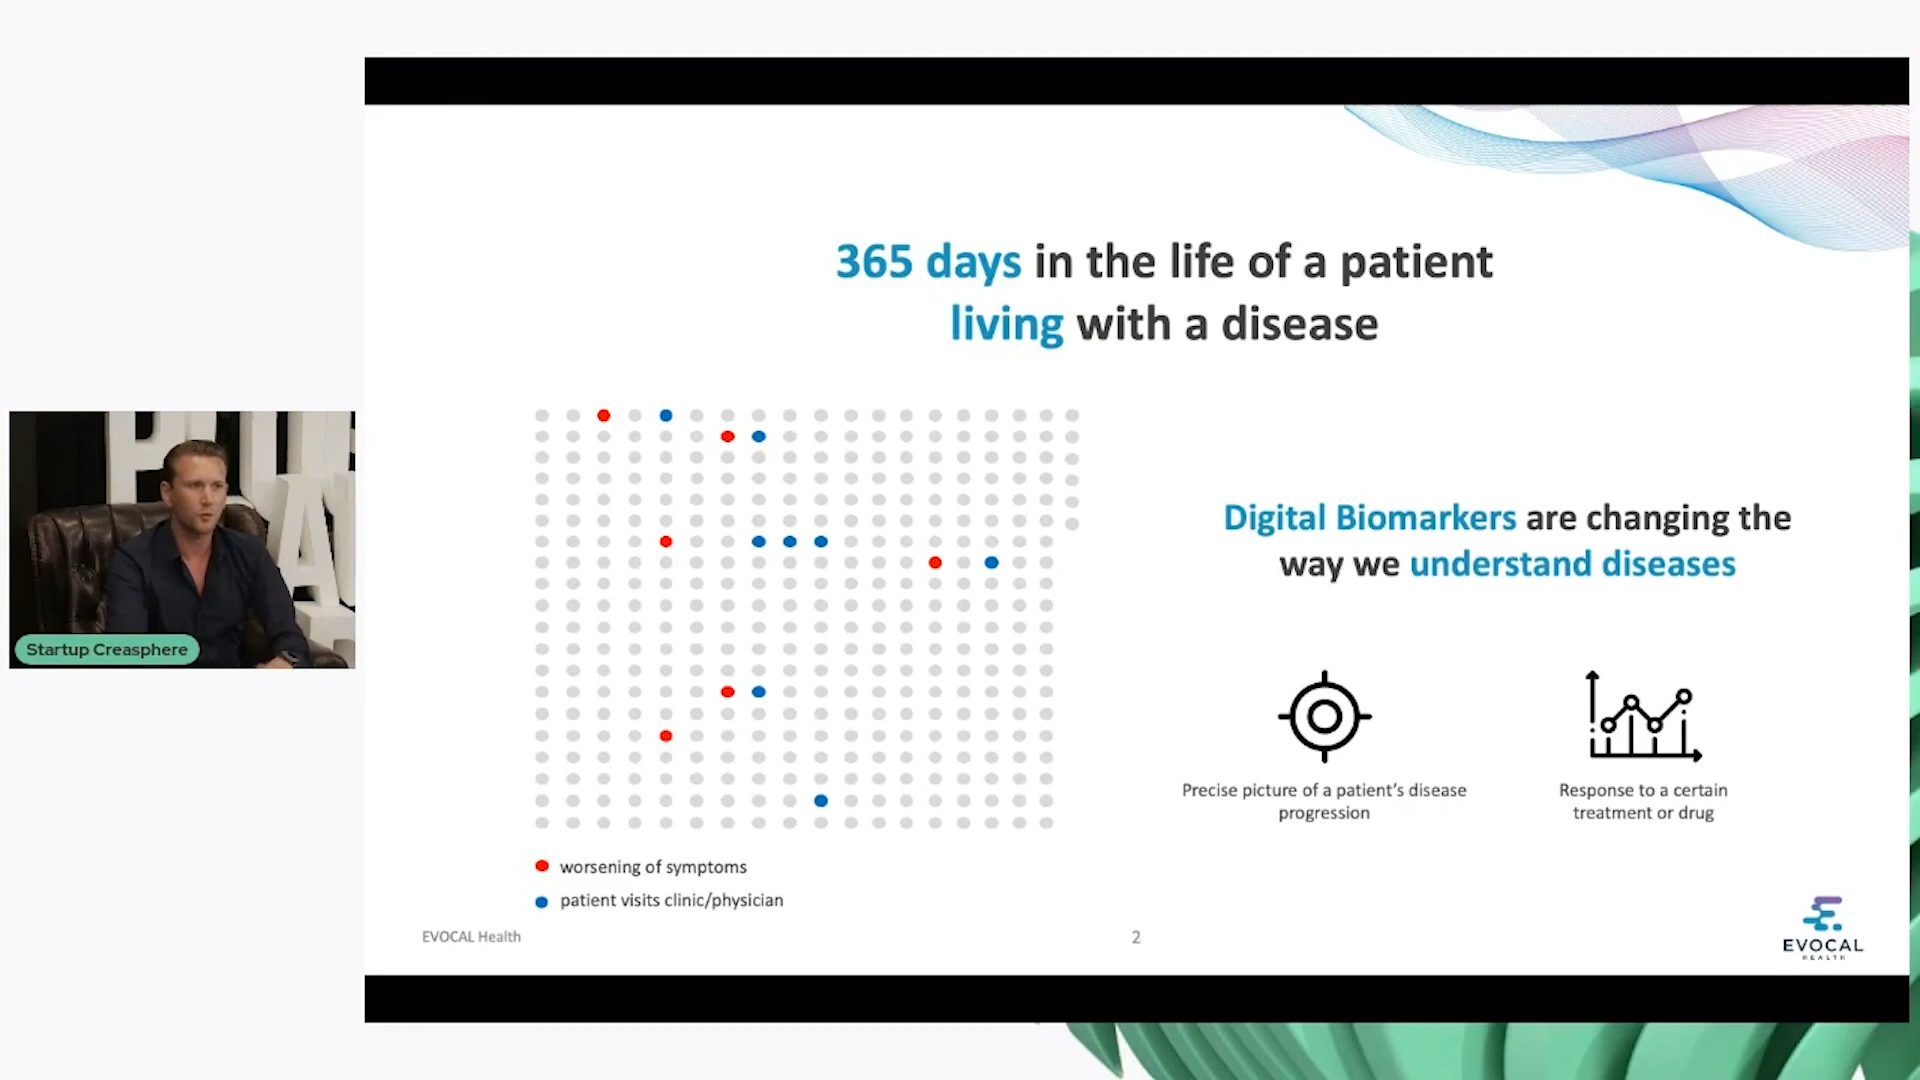 365 days in the life of a patient
living with a disease
Digital Biomarkers are changing the
way we understand diseases
Precise picture of a patient's disease
progression
Response to a certain
treatment or drug
worsening of symptoms
patient visits clinic/physician
EVOCAL Health
2
EVOCAL
HEALTH
Startup Creasphere